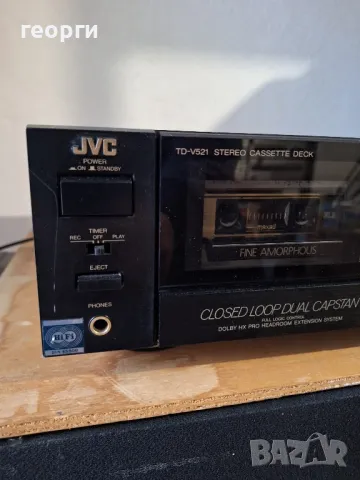 георги
JVC
POWER
ON STANDBY
TIMER
REC OFF PLAY
EJECT
PHONES
TD-V521 STEREO CASSETTE DECK
FINE AMORPHOUS
CLOSED LOOP DUAL CAPSTAN
FULL LOGIC CONTROL
DOLBY HX PRO HEADROOM EXTENSION SYSTEM
BAZAR